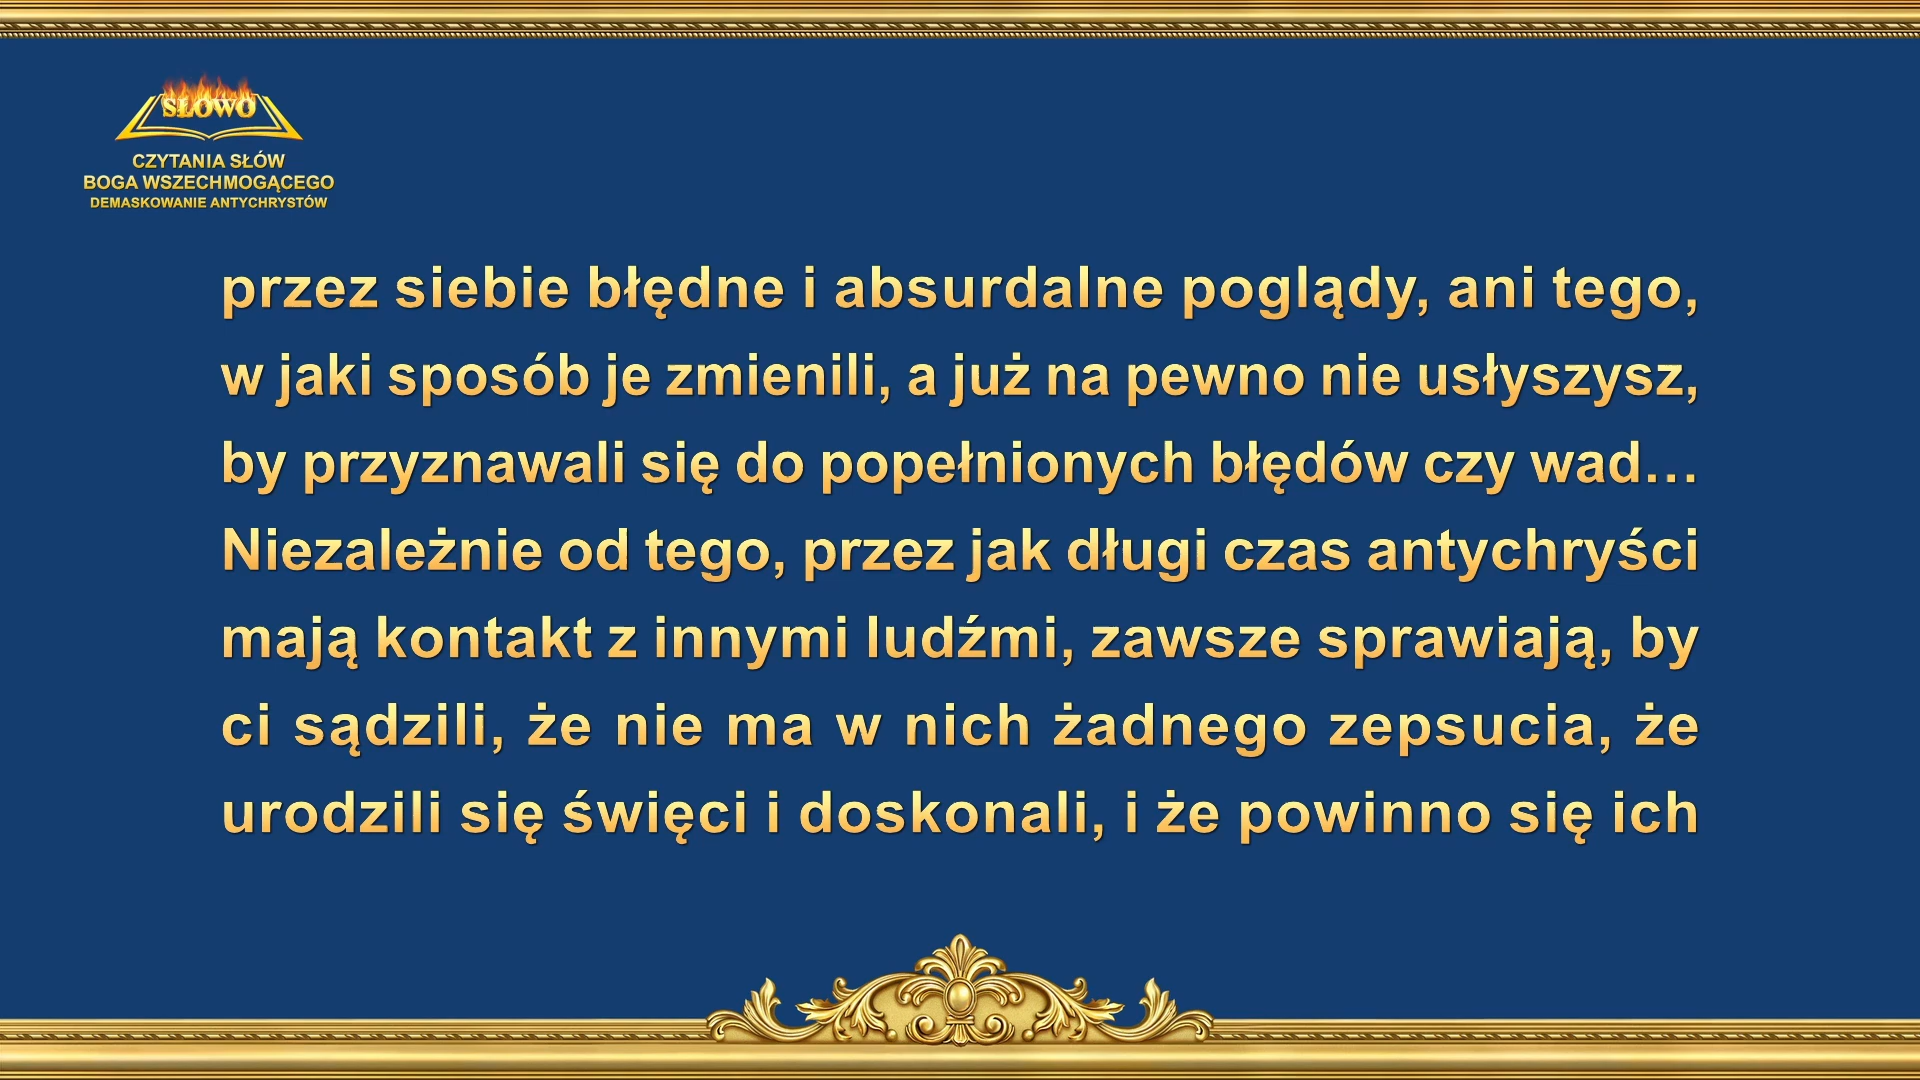 SŁOWO
CZYTANIA SŁÓW
BOGA WSZECHMOGĄCEGO
DEMASKOWANIE ANTYCHRYSTÓW
przez siebie błędne i absurdalne poglądy, ani tego,
w jaki sposób je zmienili, a już na pewno nie usłyszysz,
by przyznawali się do popełnionych błędów czy wad…
Niezależnie od tego, przez jak długi czas antychryści
mają kontakt z innymi ludźmi, zawsze sprawiają, by
ci sądzili, że nie ma w nich żadnego zepsucia, że
urodzili się święci i doskonali, i że powinno się ich